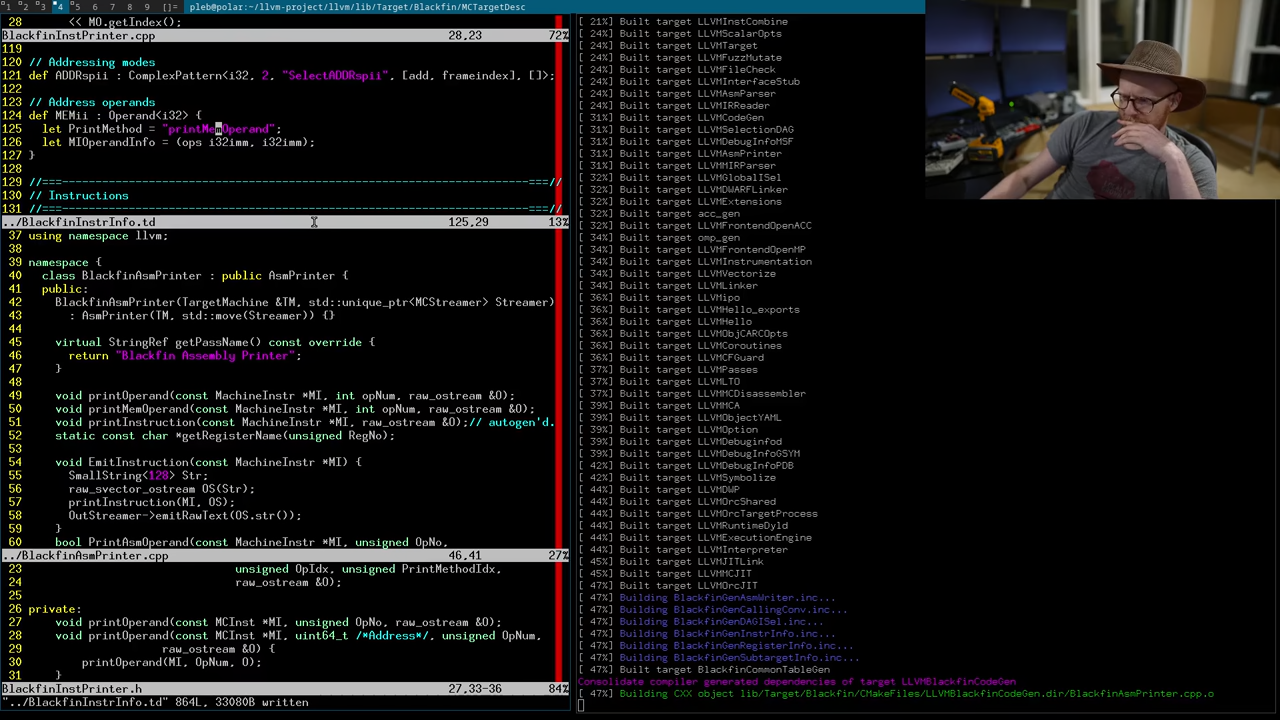 1 2 3 4 5 6 7 8 9 []= pleb@polar:~/llvm-project/llvm/lib/Target/Blackfin/MCTargetDesc
28 << MO.getIndex();
BlackfinInstPrinter.cpp 28,23 72%
119
120 // Addressing modes
121 def ADDRspii : ComplexPattern<i32, 2, "SelectADDRspii", [add, frameindex], []>;
122
123 // Address operands
124 def MEMii : Operand<i32> {
125 let PrintMethod = "printMemOperand";
126 let MIOperandInfo = (ops i32imm, i32imm);
127 }
128
129 //===----------------------------------------------------------------------===//
130 // Instructions
131 //===----------------------------------------------------------------------===//
../BlackfinInstrInfo.td 125,29 13%
37 using namespace llvm;
38
39 namespace {
40 class BlackfinAsmPrinter : public AsmPrinter {
41 public:
42 BlackfinAsmPrinter(TargetMachine &TM, std::unique_ptr<MCStreamer> Streamer)
43 : AsmPrinter(TM, std::move(Streamer)) {}
44
45 virtual StringRef getPassName() const override {
46 return "Blackfin Assembly Printer";
47 }
48
49 void printOperand(const MachineInstr *MI, int opNum, raw_ostream &O);
50 void printMemOperand(const MachineInstr *MI, int opNum, raw_ostream &O);
51 void printInstruction(const MachineInstr *MI, raw_ostream &O);// autogen'd.
52 static const char *getRegisterName(unsigned RegNo);
53
54 void EmitInstruction(const MachineInstr *MI) {
55 SmallString<128> Str;
56 raw_svector_ostream OS(Str);
57 printInstruction(MI, OS);
58 OutStreamer->emitRawText(OS.str());
59 }
60 bool PrintAsmOperand(const MachineInstr *MI, unsigned OpNo,
../BlackfinAsmPrinter.cpp 46,41 27%
23 unsigned OpIdx, unsigned PrintMethodIdx,
24 raw_ostream &O);
25
26 private:
27 void printOperand(const MCInst *MI, unsigned OpNo, raw_ostream &O);
28 void printOperand(const MCInst *MI, uint64_t /*Address*/, unsigned OpNum,
29 raw_ostream &O) {
30 printOperand(MI, OpNum, O);
31 }
BlackfinInstPrinter.h 27,33-36 84%
"../BlackfinInstrInfo.td" 864L, 33080B written
[ 21%] Built target LLVMInstCombine
[ 24%] Built target LLVMScalarOpts
[ 24%] Built target LLVMTarget
[ 24%] Built target LLVMFuzzMutate
[ 24%] Built target LLVMFileCheck
[ 24%] Built target LLVMInterfaceStub
[ 24%] Built target LLVMAsmParser
[ 24%] Built target LLVMIRReader
[ 31%] Built target LLVMCodeGen
[ 31%] Built target LLVMSelectionDAG
[ 31%] Built target LLVMDebugInfoMSF
[ 31%] Built target LLVMAsmPrinter
[ 31%] Built target LLVMMIRParser
[ 32%] Built target LLVMGlobalISel
[ 32%] Built target LLVMDWARFLinker
[ 32%] Built target LLVMExtensions
[ 32%] Built target acc_gen
[ 32%] Built target LLVMFrontendOpenACC
[ 34%] Built target omp_gen
[ 34%] Built target LLVMFrontendOpenMP
[ 34%] Built target LLVMInstrumentation
[ 34%] Built target LLVMVectorize
[ 34%] Built target LLVMLinker
[ 36%] Built target LLVMipo
[ 36%] Built target LLVMHello_exports
[ 36%] Built target LLVMHello
[ 36%] Built target LLVMObjCARCOpts
[ 36%] Built target LLVMCoroutines
[ 36%] Built target LLVMCFGuard
[ 37%] Built target LLVMPasses
[ 37%] Built target LLVMLTO
[ 37%] Built target LLVMMCDisassembler
[ 39%] Built target LLVMMCA
[ 39%] Built target LLVMObjectYAML
[ 39%] Built target LLVMOption
[ 39%] Built target LLVMDebuginfod
[ 39%] Built target LLVMDebugInfoGSYM
[ 42%] Built target LLVMDebugInfoPDB
[ 42%] Built target LLVMSymbolize
[ 44%] Built target LLVMDWP
[ 44%] Built target LLVMOrcShared
[ 44%] Built target LLVMOrcTargetProcess
[ 44%] Built target LLVMRuntimeDyld
[ 44%] Built target LLVMExecutionEngine
[ 44%] Built target LLVMInterpreter
[ 44%] Built target LLVMJITLink
[ 45%] Built target LLVMMCJIT
[ 47%] Built target LLVMOrcJIT
[ 47%] Building BlackfinGenAsmWriter.inc...
[ 47%] Building BlackfinGenCallingConv.inc...
[ 47%] Building BlackfinGenDAGISel.inc...
[ 47%] Building BlackfinGenInstrInfo.inc...
[ 47%] Building BlackfinGenRegisterInfo.inc...
[ 47%] Building BlackfinGenSubtargetInfo.inc...
[ 47%] Built target BlackfinCommonTableGen
Consolidate compiler generated dependencies of target LLVMBlackfinCodeGen
[ 47%] Building CXX object lib/Target/Blackfin/CMakeFiles/LLVMBlackfinCodeGen.dir/BlackfinAsmPrinter.cpp.o